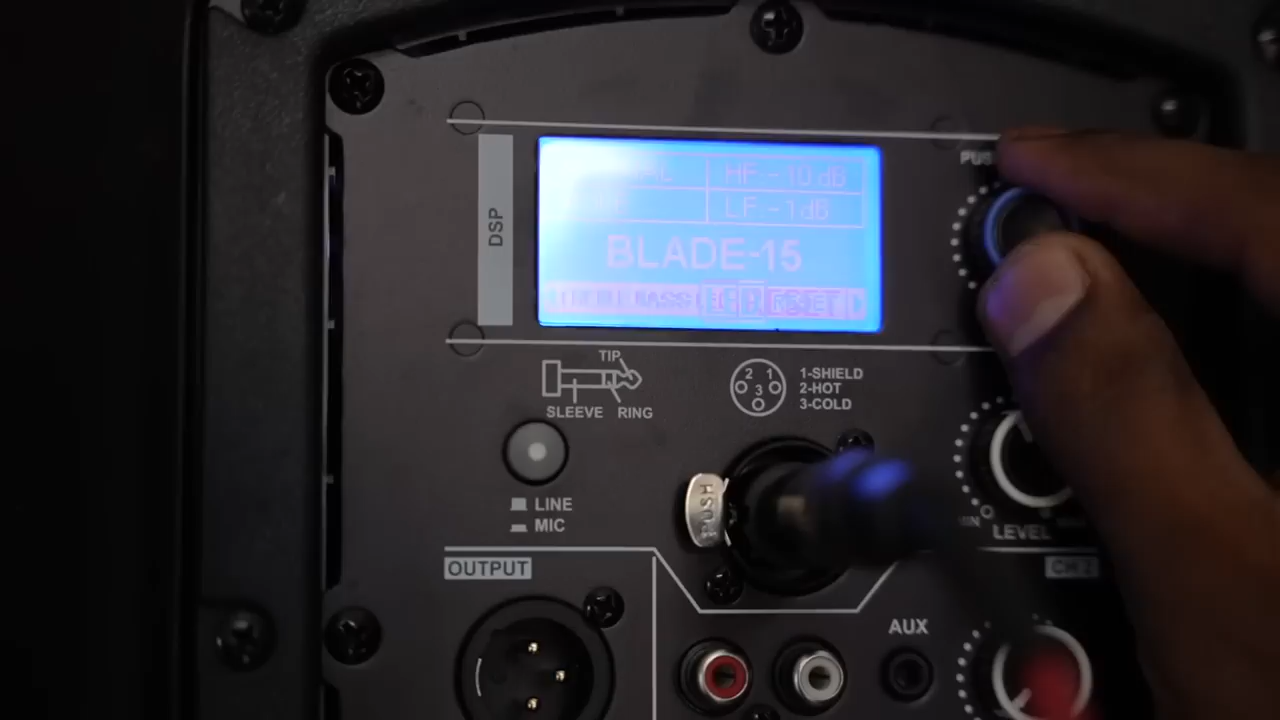 PUS
HF -10 dB
LF -1 dB
DSP
BLADE-15
BASS
TIP
SLEEVE RING
2 1
3
1-SHIELD
2-HOT
3-COLD
PUSH
LINE
MIC
LEVEL
OUTPUT
CH 2
AUX